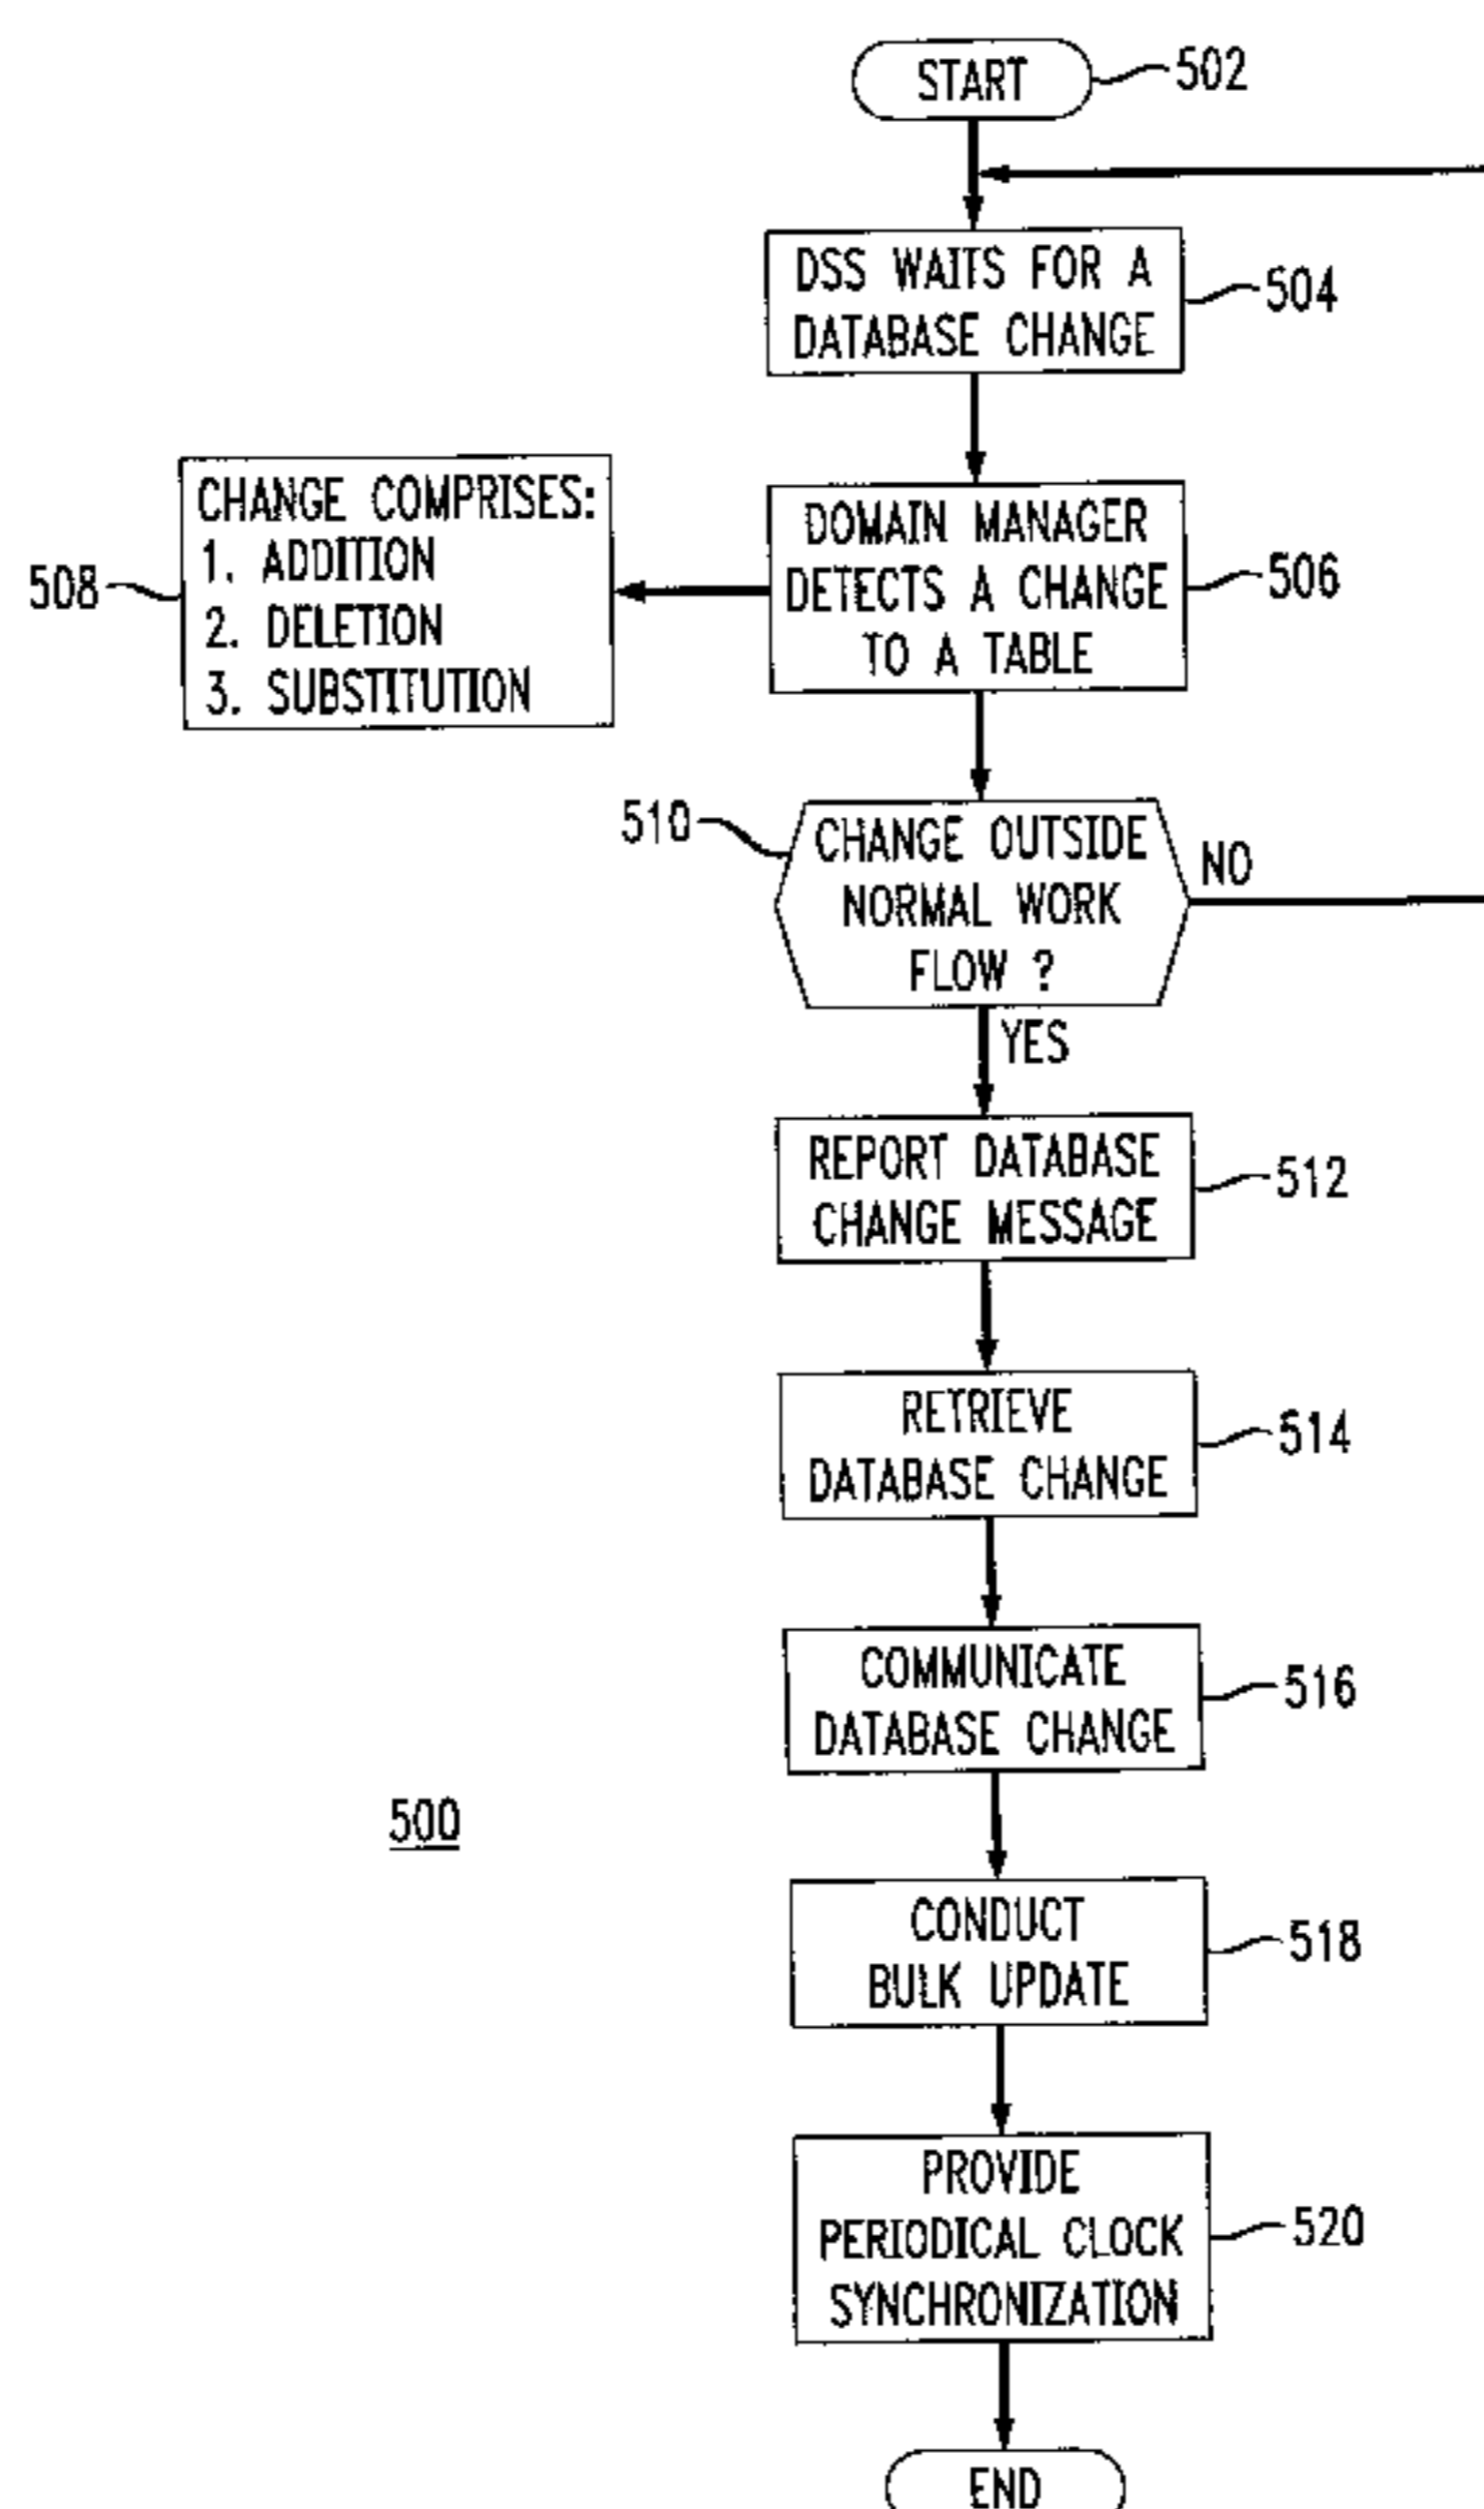 START
502
DSS WAITS FOR A
DATABASE CHANGE
504
CHANGE COMPRISES:
1. ADDITION
2. DELETION
3. SUBSTITUTION
508
DOMAIN MANAGER
DETECTS A CHANGE
TO A TABLE
506
510
CHANGE OUTSIDE
NORMAL WORK
FLOW ?
NO
YES
REPORT DATABASE
CHANGE MESSAGE
512
RETRIEVE
DATABASE CHANGE
514
COMMUNICATE
DATABASE CHANGE
516
500
CONDUCT
BULK UPDATE
518
PROVIDE
PERIODICAL CLOCK
SYNCHRONIZATION
520
END